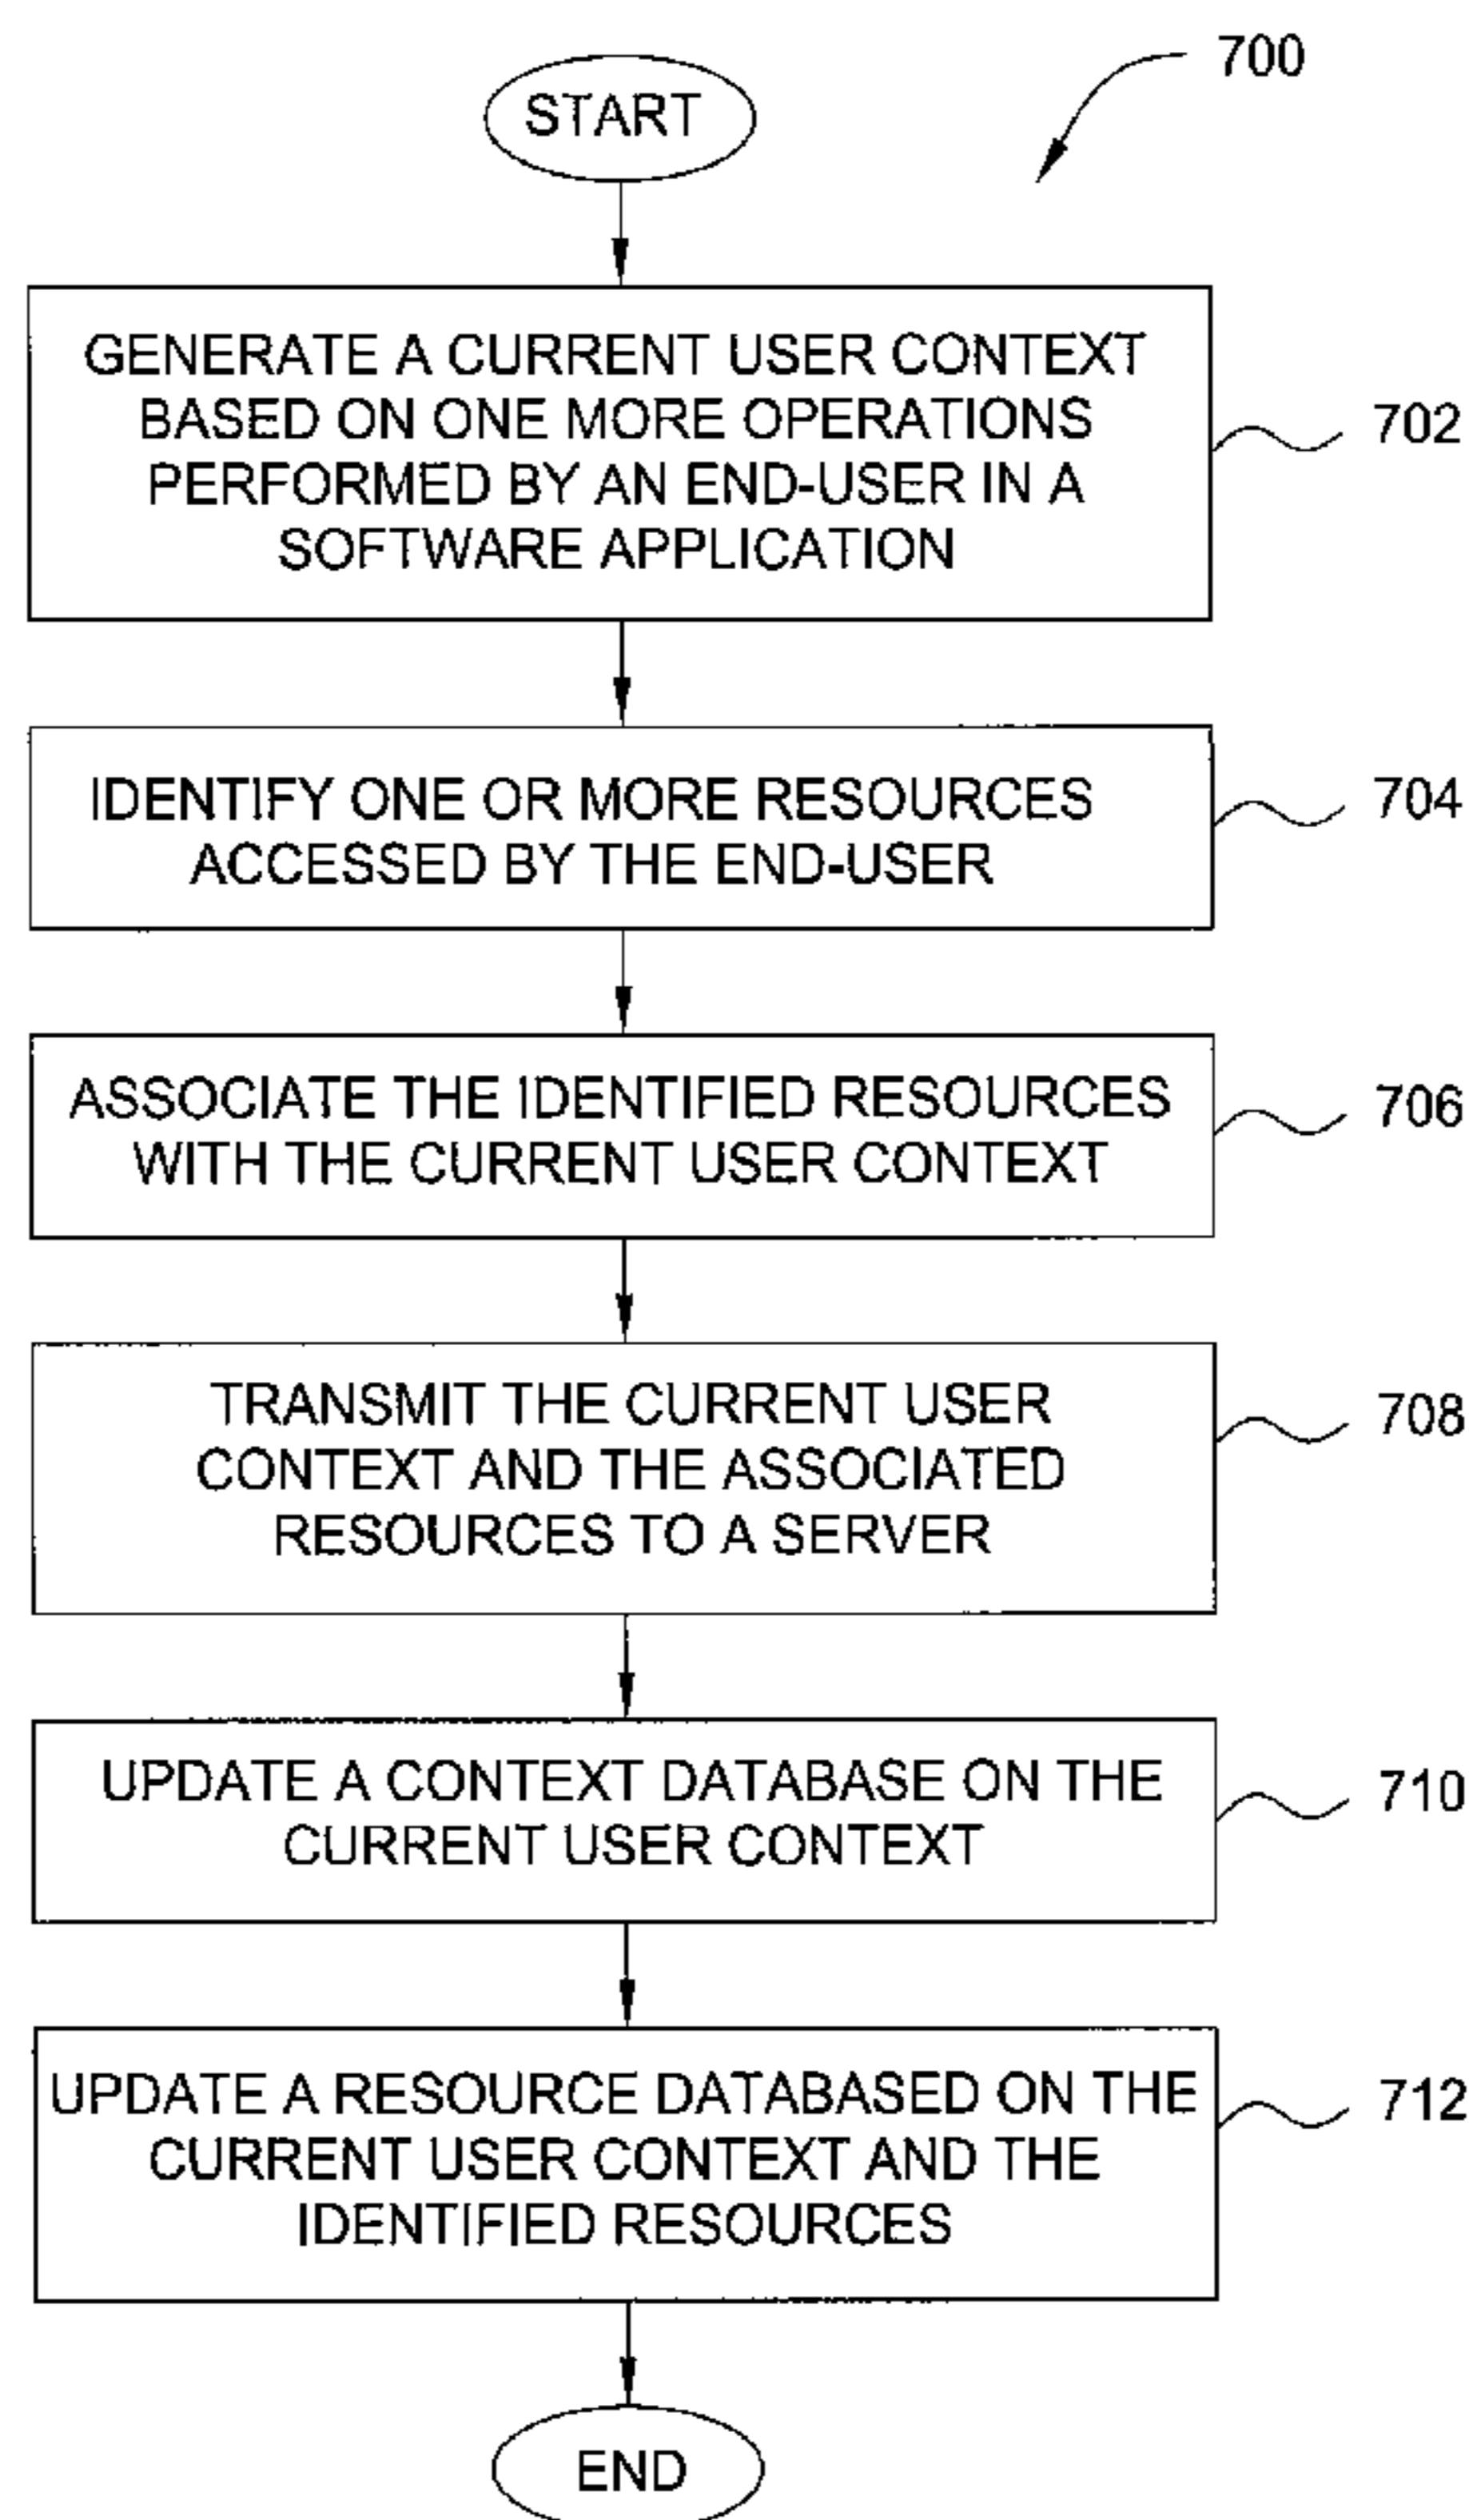 700
START
GENERATE A CURRENT USER CONTEXT
BASED ON ONE MORE OPERATIONS
PERFORMED BY AN END-USER IN A
SOFTWARE APPLICATION
702
IDENTIFY ONE OR MORE RESOURCES
ACCESSED BY THE END-USER
704
ASSOCIATE THE IDENTIFIED RESOURCES
WITH THE CURRENT USER CONTEXT
706
TRANSMIT THE CURRENT USER
CONTEXT AND THE ASSOCIATED
RESOURCES TO A SERVER
708
UPDATE A CONTEXT DATABASE ON THE
CURRENT USER CONTEXT
710
UPDATE A RESOURCE DATABASED ON THE
CURRENT USER CONTEXT AND THE
IDENTIFIED RESOURCES
712
END